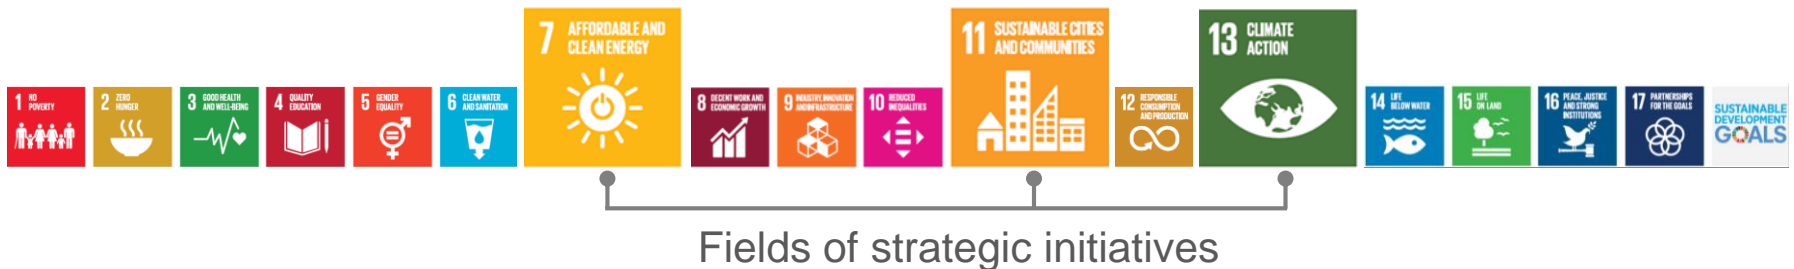 1 NO
POVERTY
2 ZERO
HUNGER
3 GOOD HEALTH
AND WELL-BEING
4 QUALITY
EDUCATION
5 GENDER
EQUALITY
6 CLEAN WATER
AND SANITATION
7 AFFORDABLE AND
CLEAN ENERGY
8 DECENT WORK AND
ECONOMIC GROWTH
9 INDUSTRY, INNOVATION
AND INFRASTRUCTURE
10 REDUCED
INEQUALITIES
11 SUSTAINABLE CITIES
AND COMMUNITIES
12 RESPONSIBLE
CONSUMPTION
AND PRODUCTION
13 CLIMATE
ACTION
14 LIFE
BELOW WATER
15 LIFE
ON LAND
16 PEACE, JUSTICE
AND STRONG
INSTITUTIONS
17 PARTNERSHIPS
FOR THE GOALS
SUSTAINABLE
DEVELOPMENT
GOALS
Fields of strategic initiatives